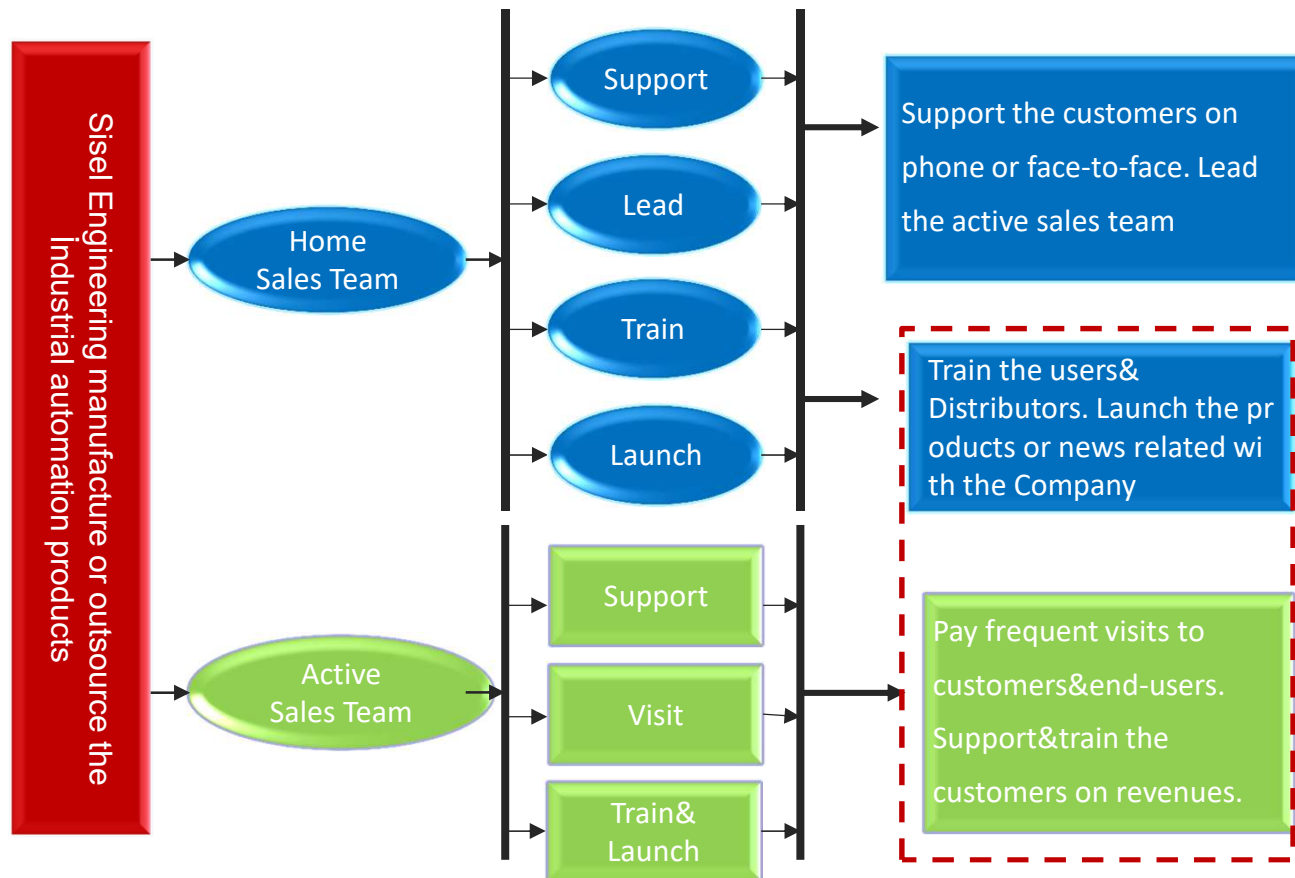 Sisel Engineering manufacture or outsource the
İndustrial automation products
Home
Sales Team
Active
Sales Team
Support
Lead
Train
Launch
Support
Visit
Train&
Launch
Support the customers on
phone or face-to-face. Lead
the active sales team
Train the users&
Distributors. Launch the pr
oducts or news related wi
th the Company
Pay frequent visits to
customers&end-users.
Support&train the
customers on revenues.